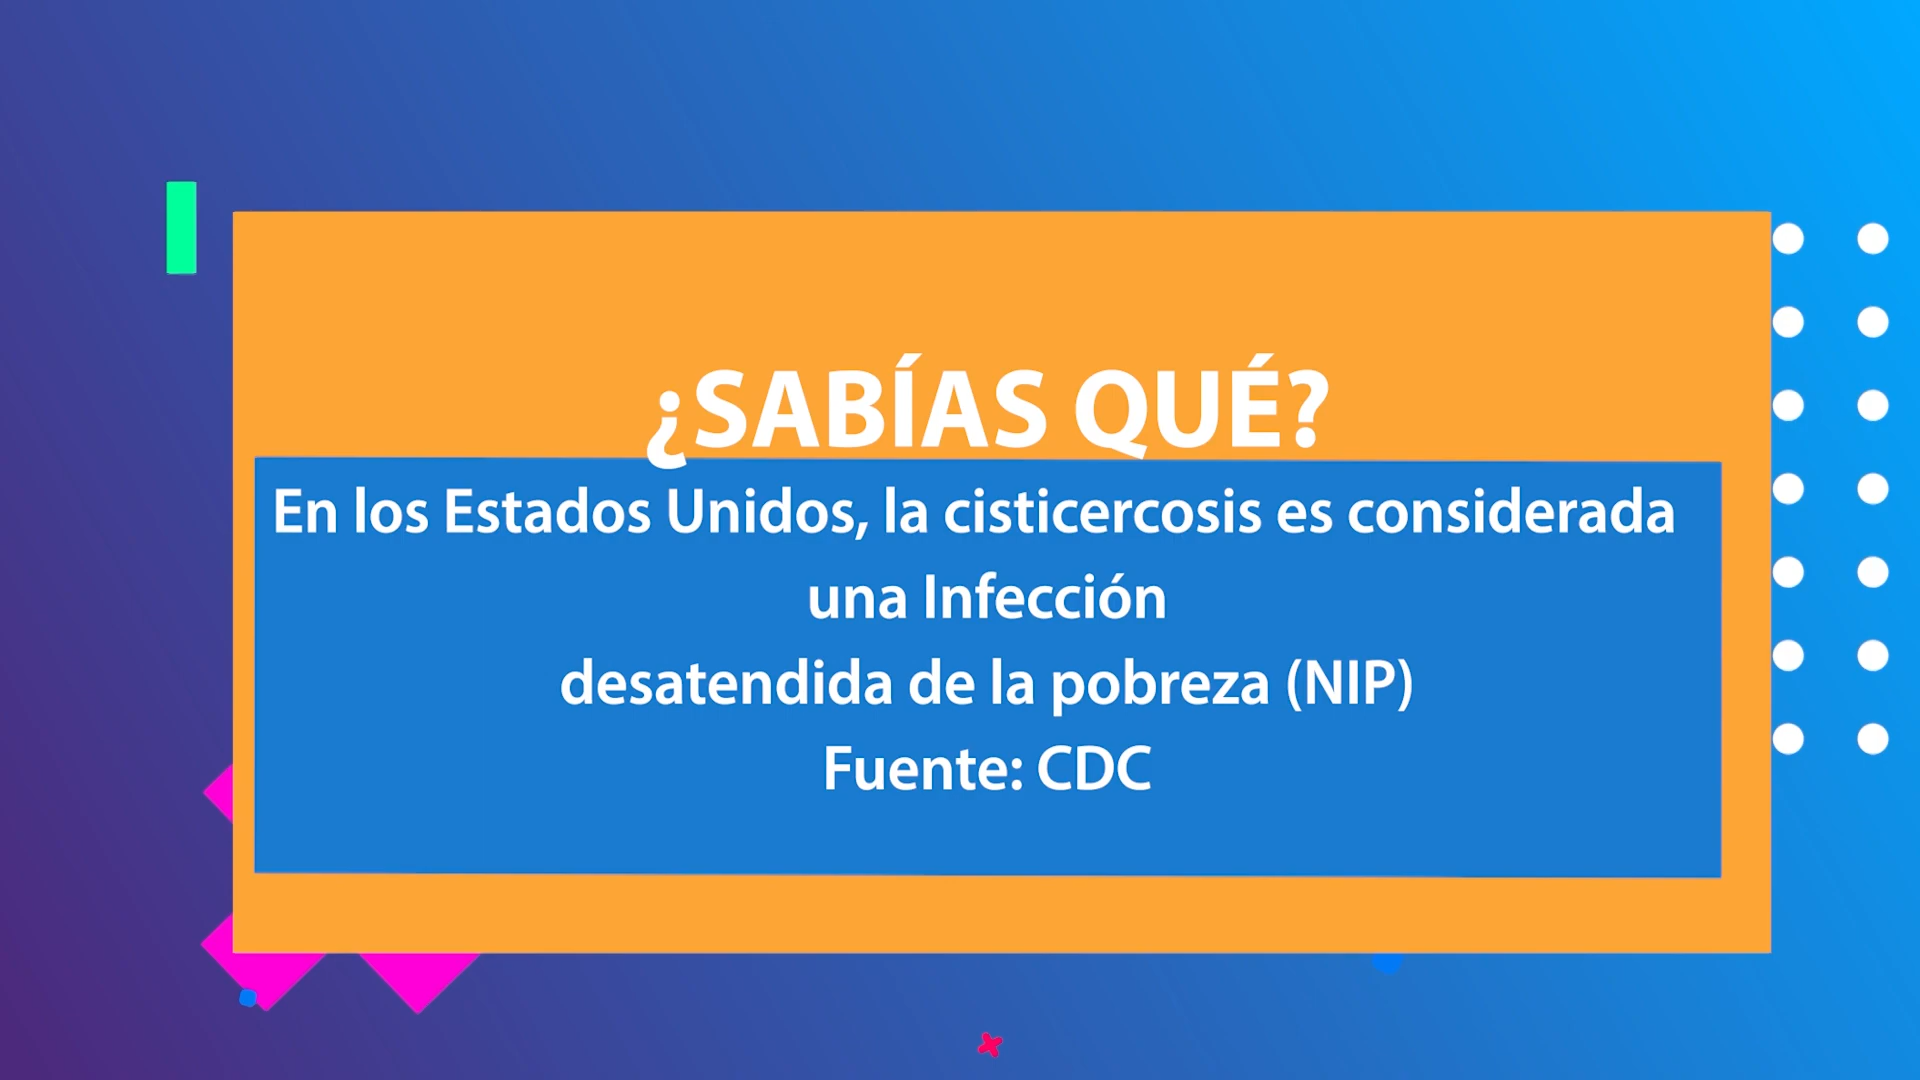 ¿SABÍAS QUÉ?
En los Estados Unidos, la cisticercosis es considerada
una Infección
desatendida de la pobreza (NIP)
Fuente: CDC